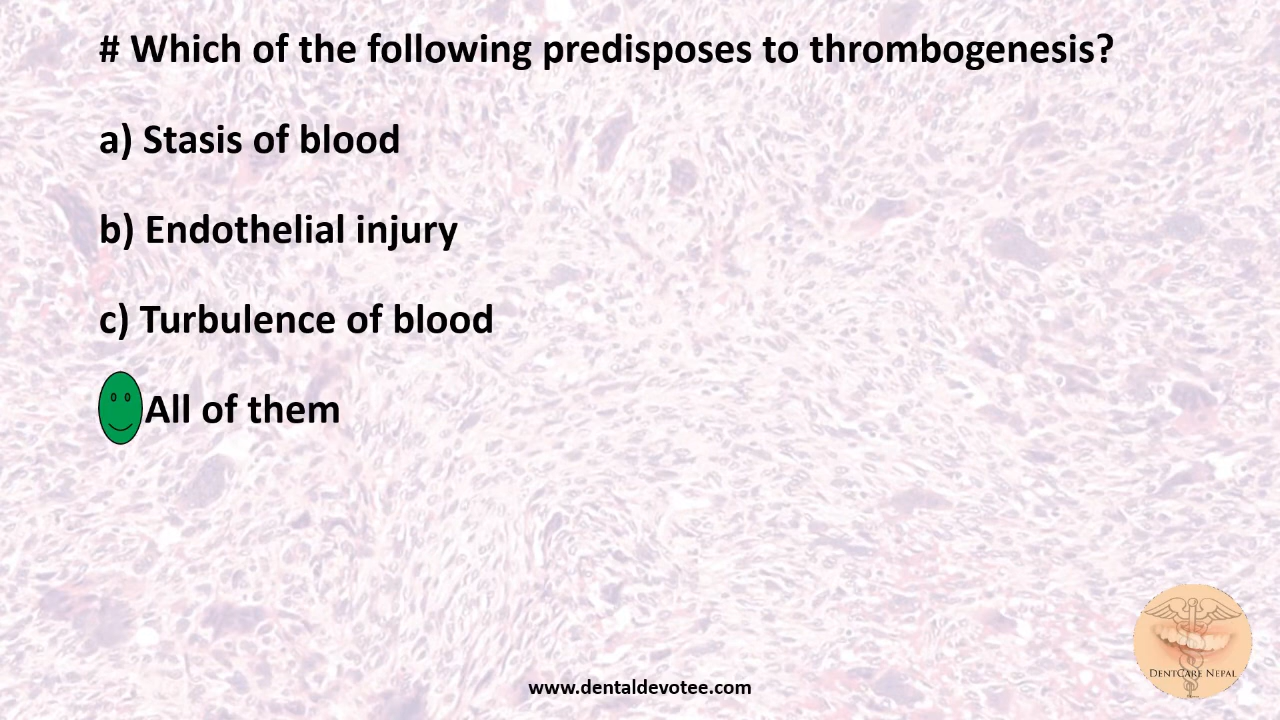 # Which of the following predisposes to thrombogenesis?
a) Stasis of blood
b) Endothelial injury
c) Turbulence of blood
All of them
DENTCARE NEPAL
www.dentaldevotee.com